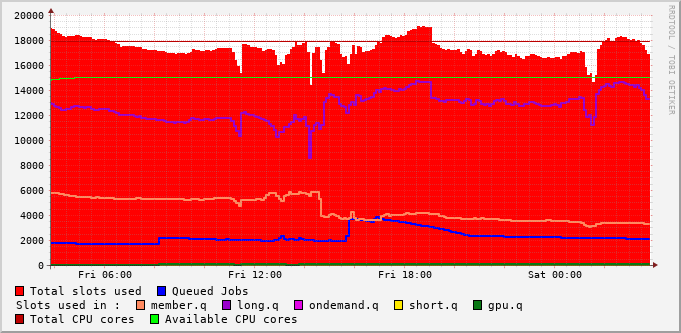 20000
18000
16000
14000
12000
10000
8000
6000
4000
2000
0
Fri 06:00 Fri 12:00 Fri 18:00 Sat 00:00
RRDTOOL / TOBI OETIKER
Total slots used Queued Jobs
Slots used in : member.q long.q ondemand.q short.q gpu.q
Total CPU cores Available CPU cores